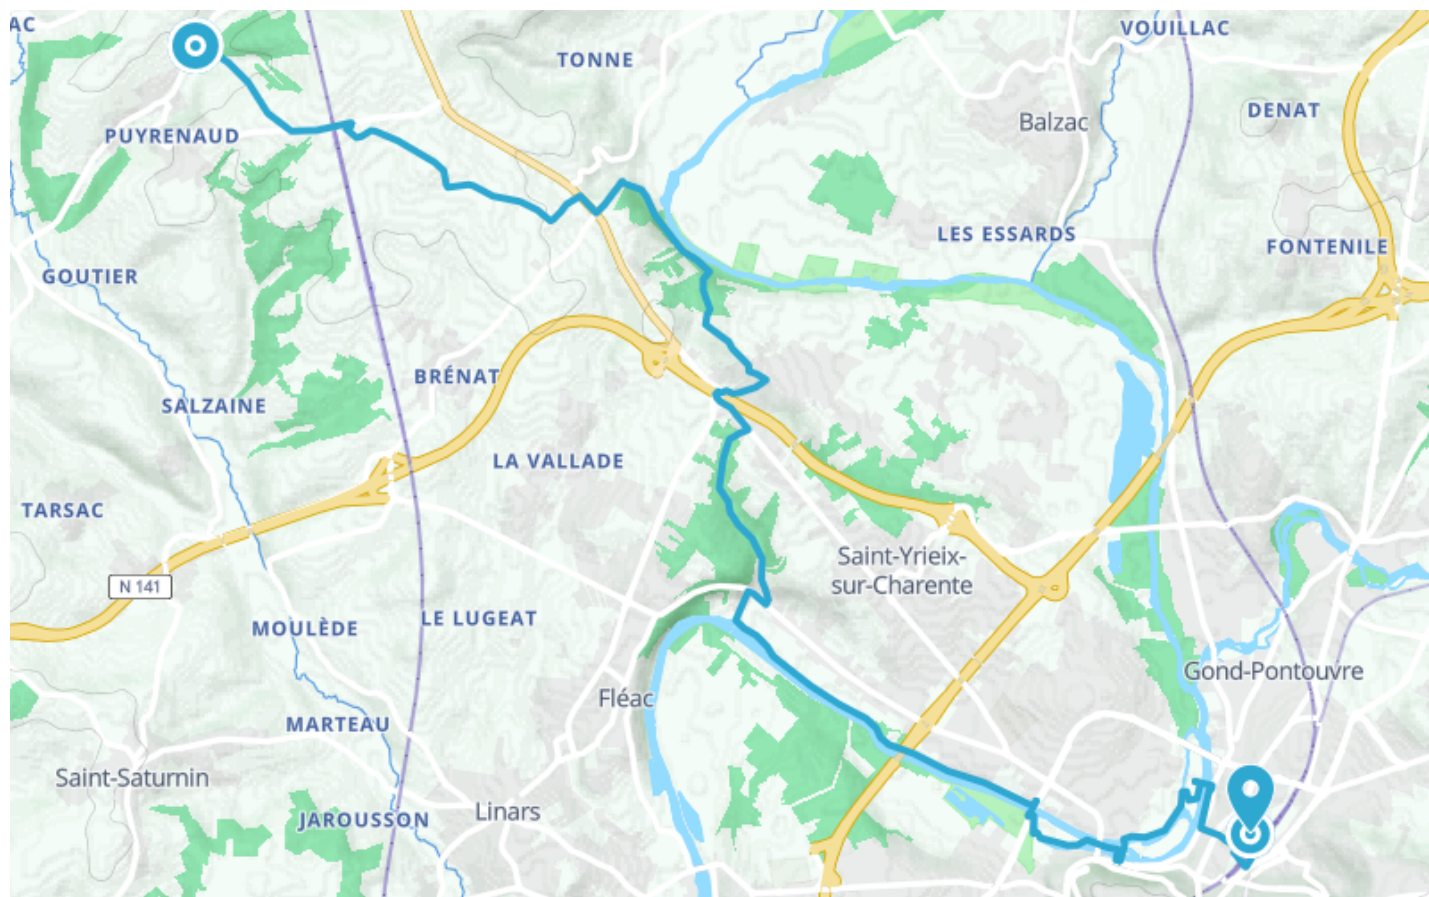 AC
VOUILLAC
TONNE
DENAT
Balzac
PUYRENAUD
LES ESSARDS
FONTENILE
GOUTIER
BRÉNAT
SALZAINE
LA VALLADE
TARSAC
Saint-Yrieix-
sur-Charente
N 141
LE LUGEAT
MOULÈDE
Gond-Pontouvre
Fléac
MARTEAU
Saint-Saturnin
Linars
JAROUSSON